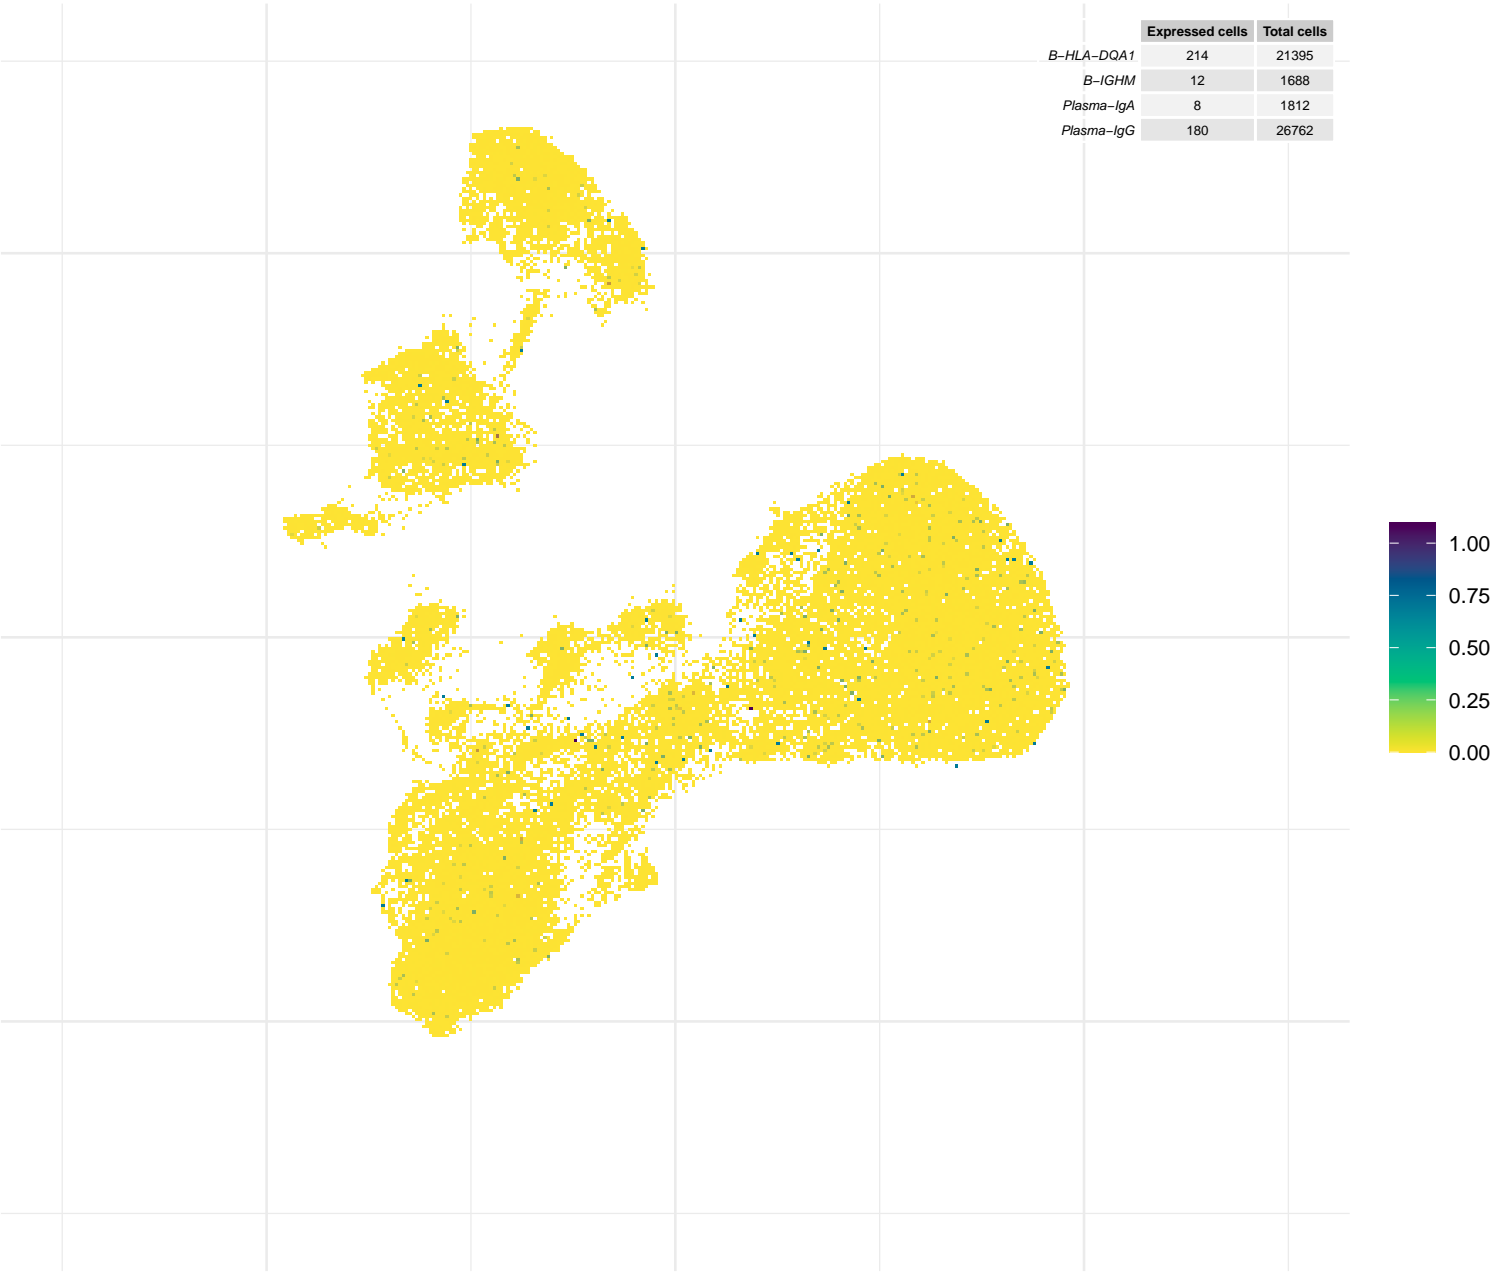 Expressed cells Total cells
B−HLA−DQA1 214 21395
B−IGHM 12 1688
Plasma−IgA 8 1812
Plasma−IgG 180 26762
1.00
0.75
0.50
0.25
0.00